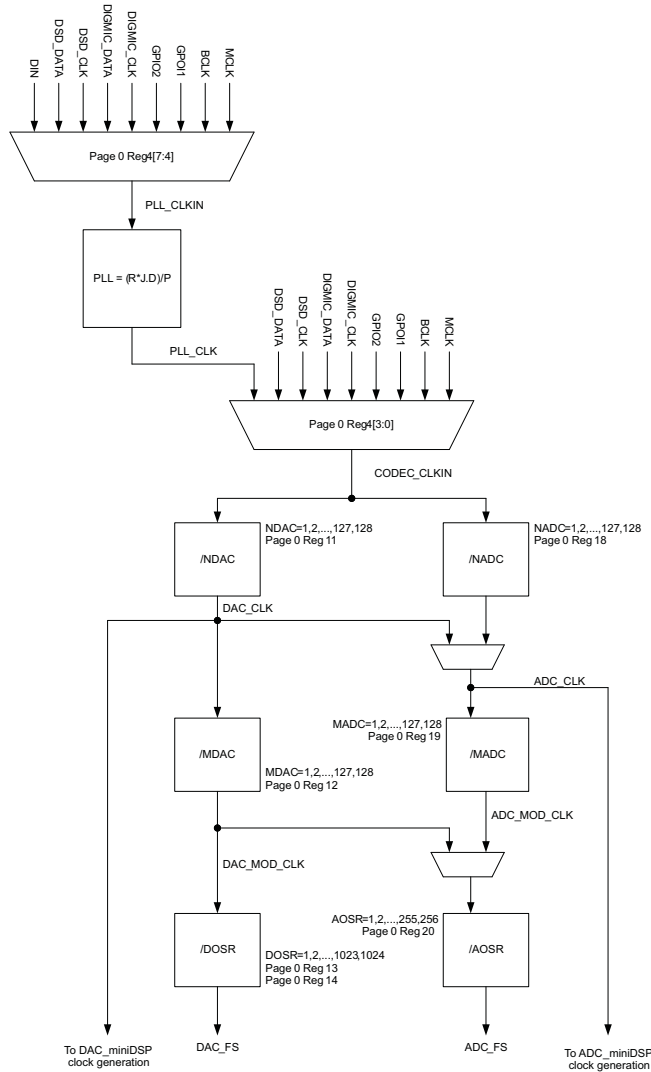 DIN
DSD_DATA
DSD_CLK
DIGMIC_DATA
DIGMIC_CLK
GPIO2
GPOI1
BCLK
MCLK
Page 0 Reg4[7:4]
PLL_CLKIN
PLL = (R*J.D)/P
PLL_CLK
DSD_DATA
DSD_CLK
DIGMIC_DATA
DIGMIC_CLK
GPIO2
GPOI1
BCLK
MCLK
Page 0 Reg4[3:0]
CODEC_CLKIN
/NDAC
NDAC=1,2,...,127,128
Page 0 Reg 11
/NADC
NADC=1,2,...,127,128
Page 0 Reg 18
DAC_CLK
ADC_CLK
/MDAC
MDAC=1,2,...,127,128
Page 0 Reg 12
MADC=1,2,...,127,128
Page 0 Reg 19
/MADC
ADC_MOD_CLK
DAC_MOD_CLK
/DOSR
DOSR=1,2,...,1023,1024
Page 0 Reg 13
Page 0 Reg 14
AOSR=1,2,...,255,256
Page 0 Reg 20
/AOSR
To DAC_miniDSP
clock generation
DAC_FS
ADC_FS
To ADC_miniDSP
clock generation